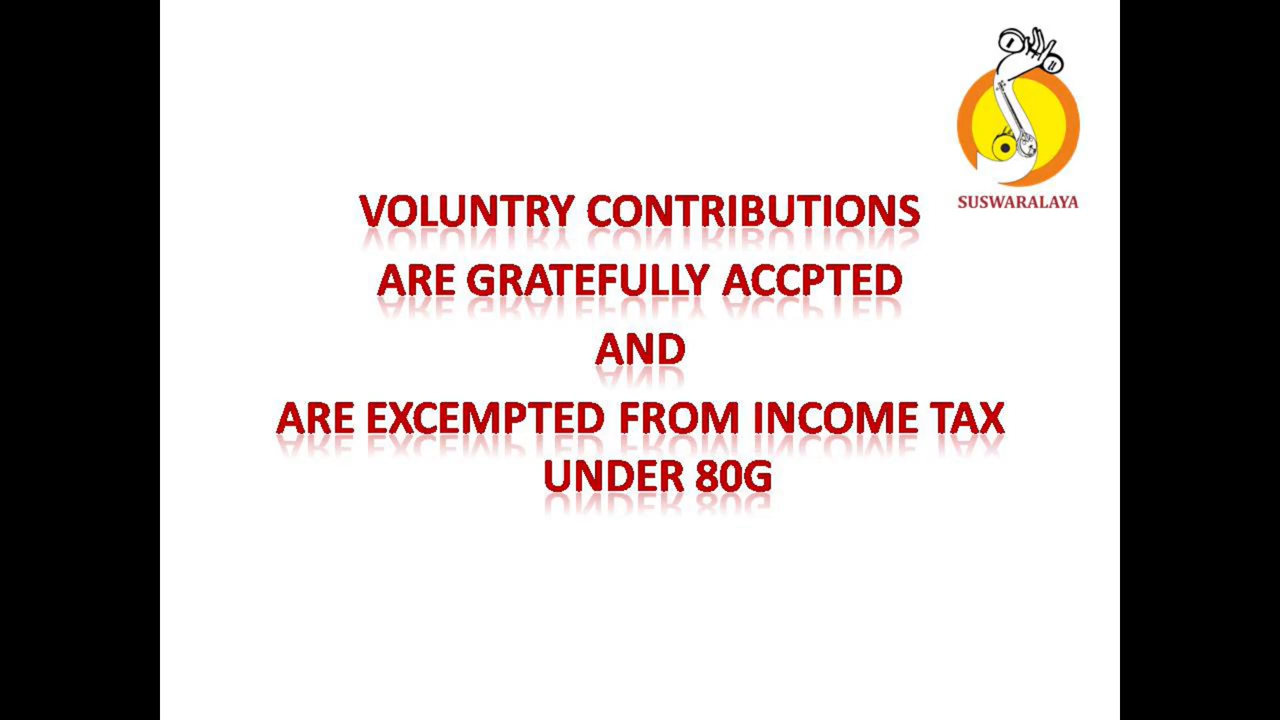 SUSWARALAYA
VOLUNTRY CONTRIBUTIONS
ARE GRATEFULLY ACCPTED
AND
ARE EXCEMPTED FROM INCOME TAX
UNDER 80G